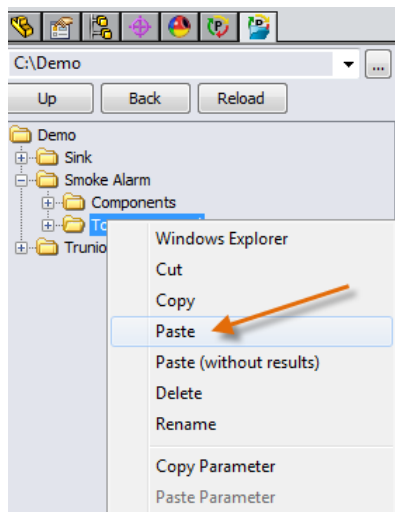 C:\Demo
...
Up Back Reload
Demo
Sink
Smoke Alarm
Components
Trunio
Windows Explorer
Cut
Copy
Paste
Paste (without results)
Delete
Rename
Copy Parameter
Paste Parameter